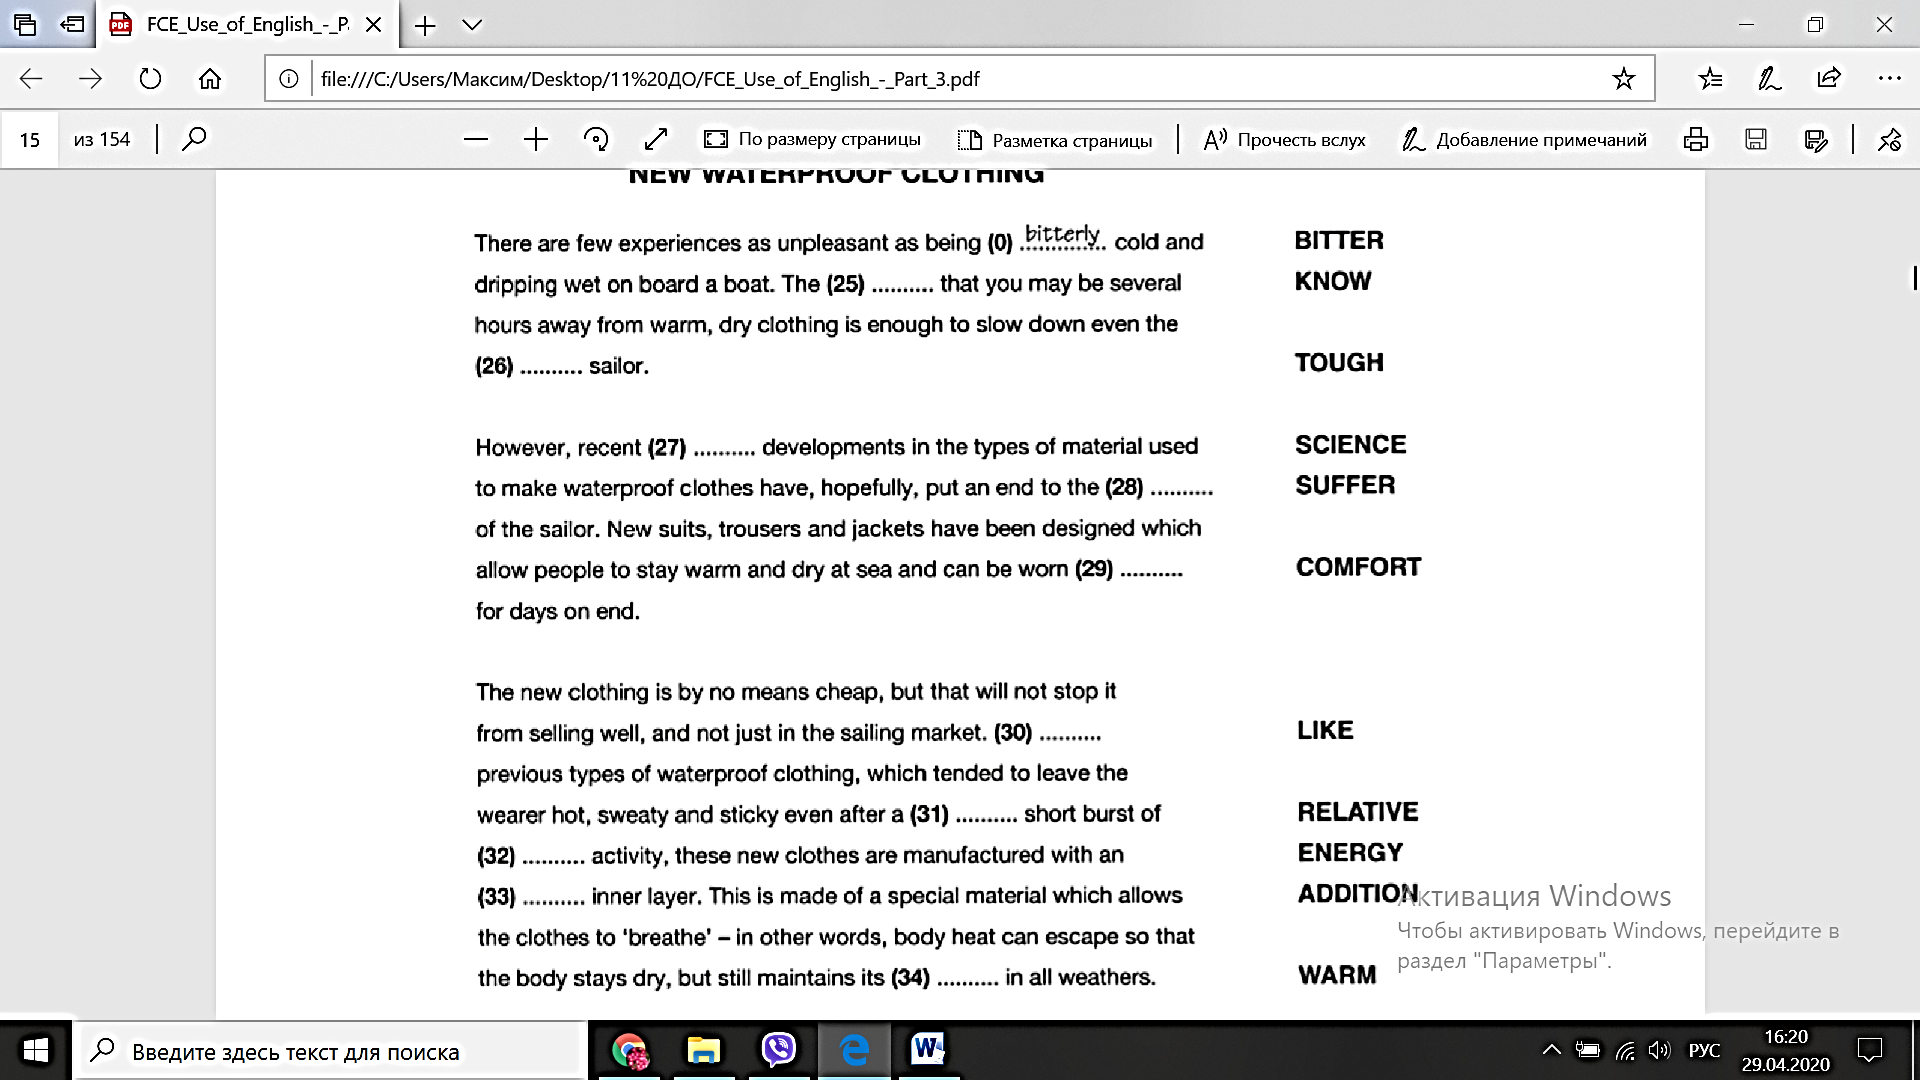 FCE_Use_of_English_-_P
file:///C:/Users/Максим/Desktop/11%20ДО/FCE_Use_of_English_-_Part_3.pdf
15 из 154 По размеру страницы Разметка страницы Прочесть вслух Добавление примечаний
NEW WATERPROOF CLOTHING
There are few experiences as unpleasant as being (0) bitterly cold and BITTER
dripping wet on board a boat. The (25) .......... that you may be several KNOW
hours away from warm, dry clothing is enough to slow down even the
(26) .......... sailor. TOUGH
However, recent (27) .......... developments in the types of material used SCIENCE
to make waterproof clothes have, hopefully, put an end to the (28) .......... SUFFER
of the sailor. New suits, trousers and jackets have been designed which
allow people to stay warm and dry at sea and can be worn (29) .......... COMFORT
for days on end.
The new clothing is by no means cheap, but that will not stop it
from selling well, and not just in the sailing market. (30) .......... LIKE
previous types of waterproof clothing, which tended to leave the
wearer hot, sweaty and sticky even after a (31) .......... short burst of RELATIVE
(32) .......... activity, these new clothes are manufactured with an ENERGY
(33) .......... inner layer. This is made of a special material which allows ADDITION
the clothes to 'breathe' – in other words, body heat can escape so that
the body stays dry, but still maintains its (34) .......... in all weathers. WARM
Активация Windows
Чтобы активировать Windows, перейдите в
раздел "Параметры".
Введите здесь текст для поиска
РУС
16:20
29.04.2020